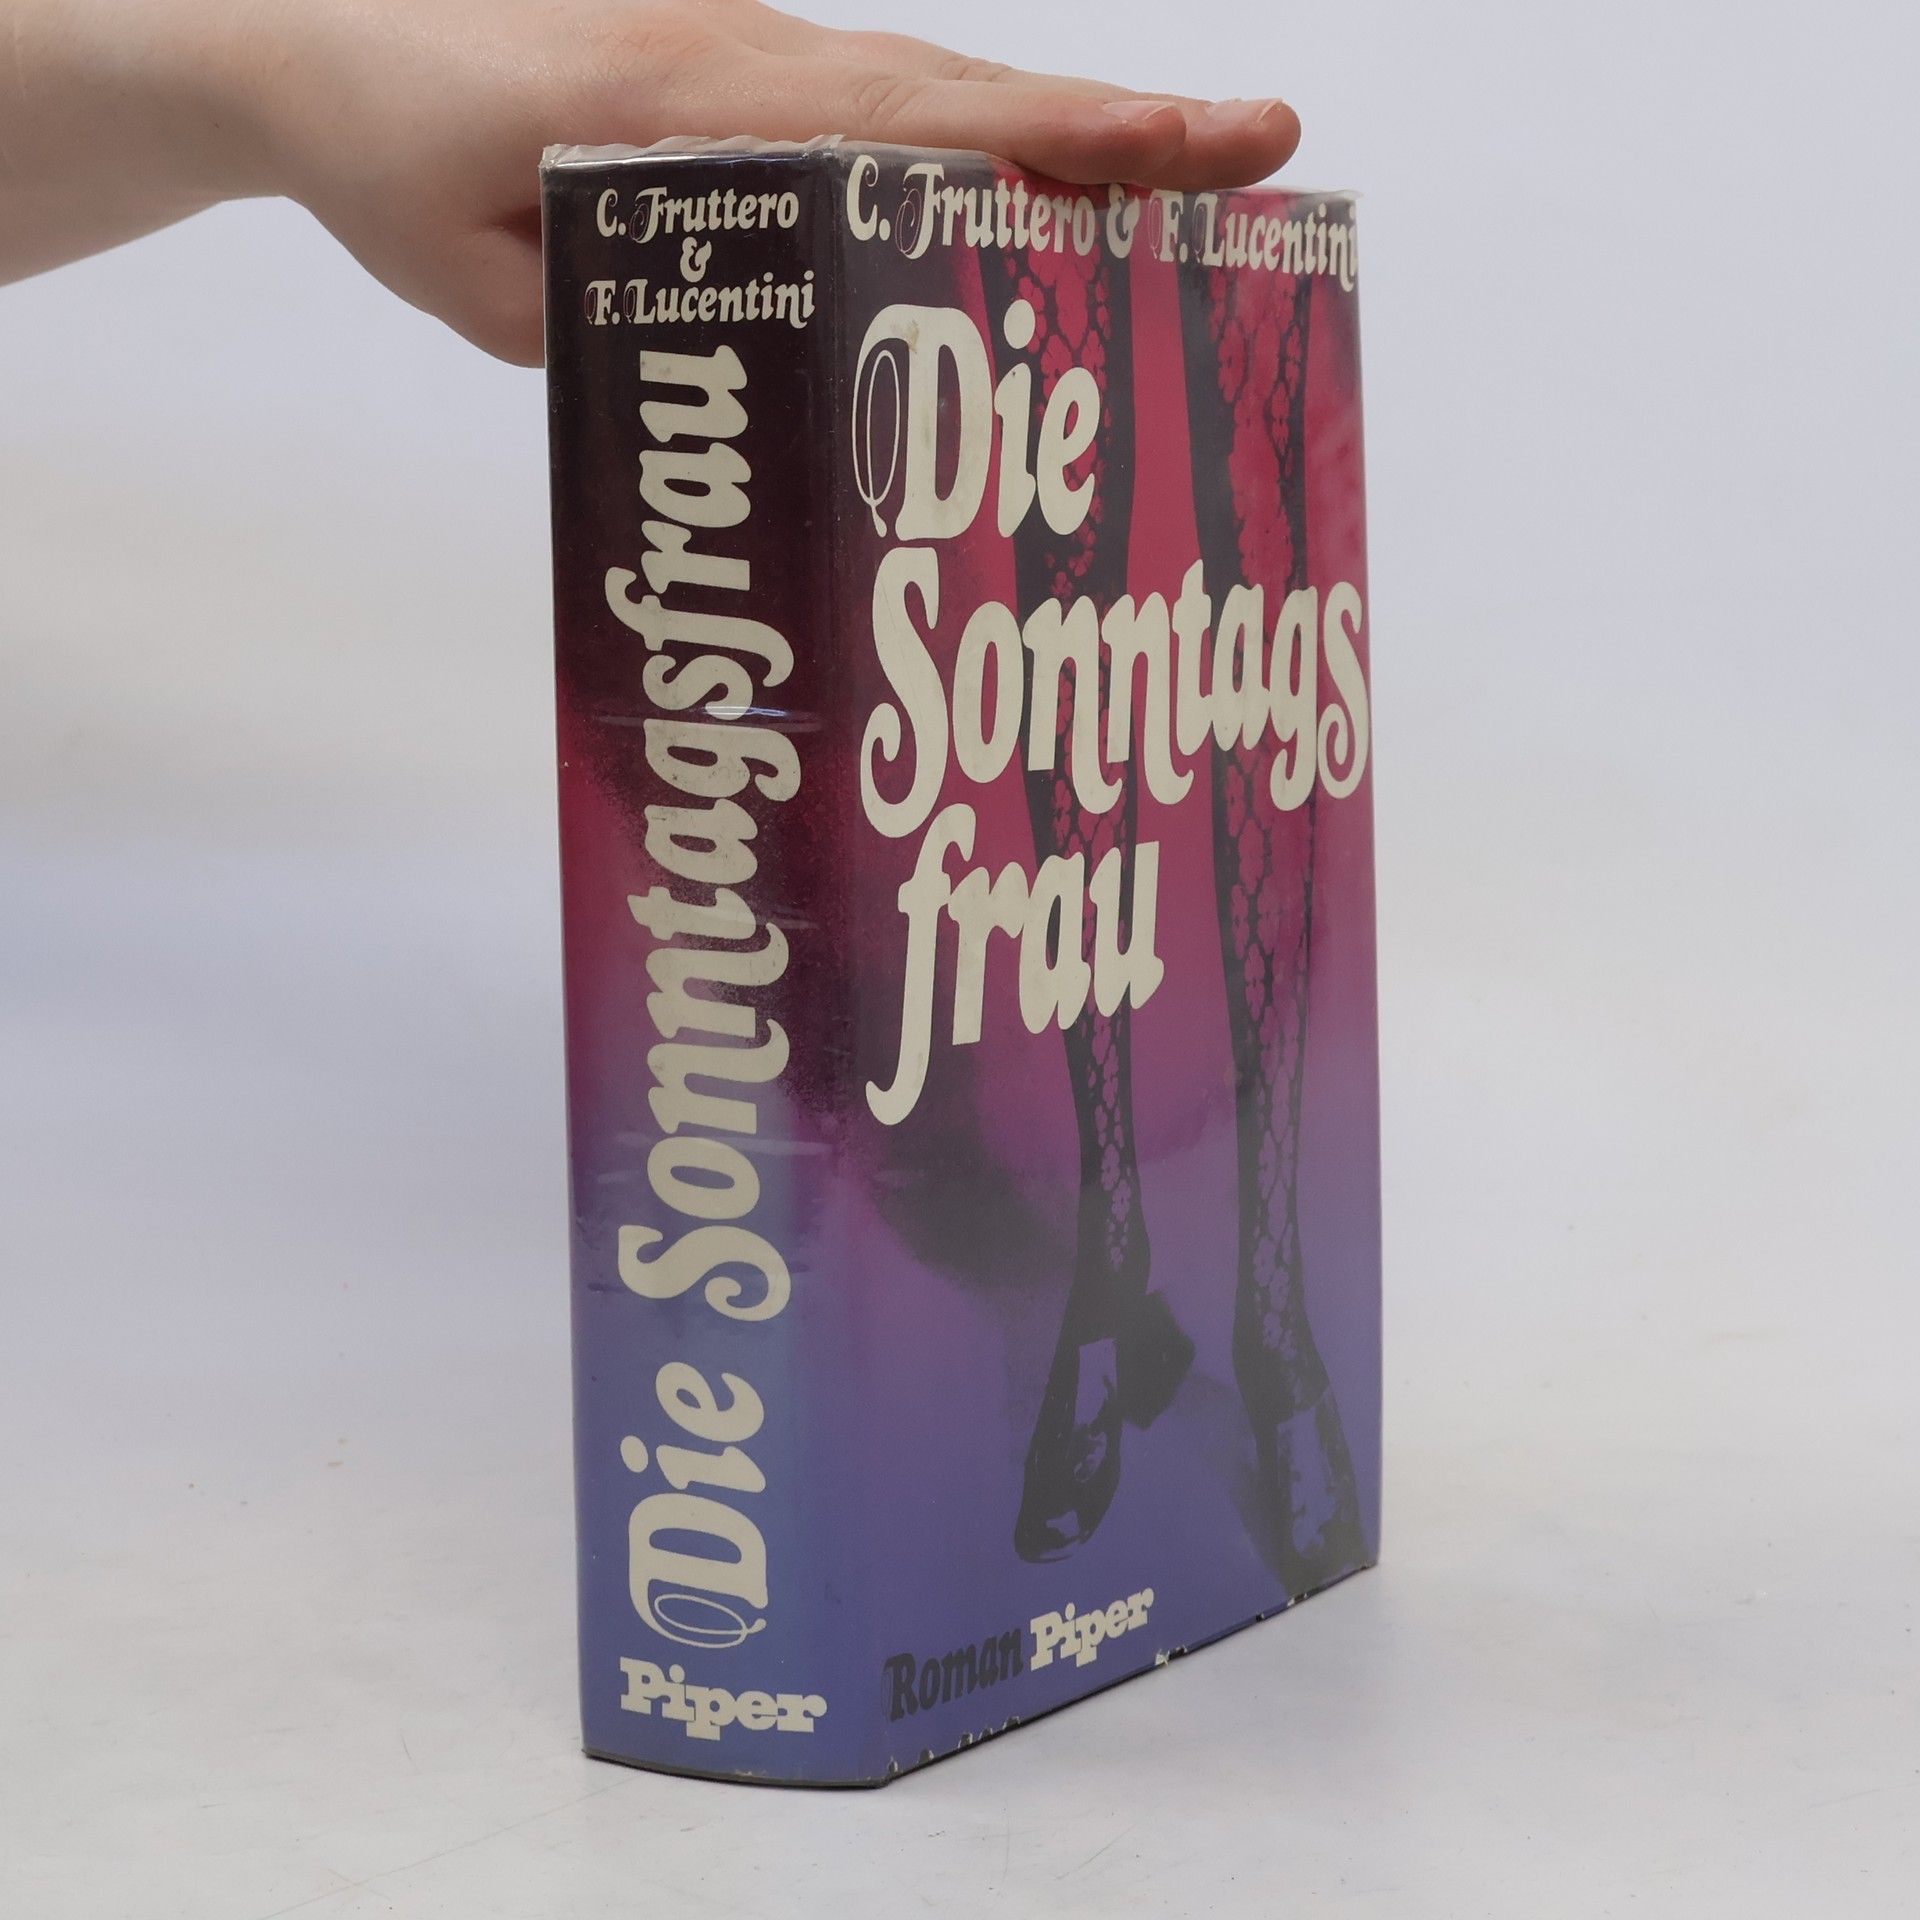 C. Fruttero
&
F. Lucentini
Die Sonntagsfrau
Piper
C. Fruttero & F. Lucentini
Die
Sonntags
frau
Roman Piper